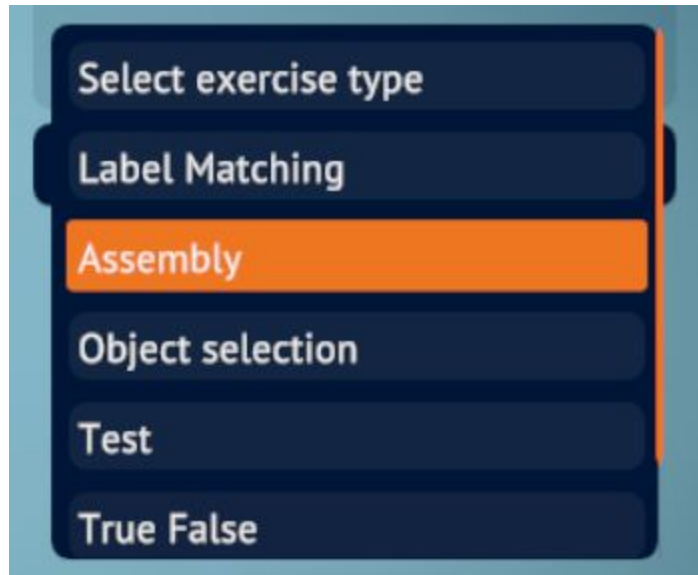 Select exercise type
Label Matching
Assembly
Object selection
Test
True False